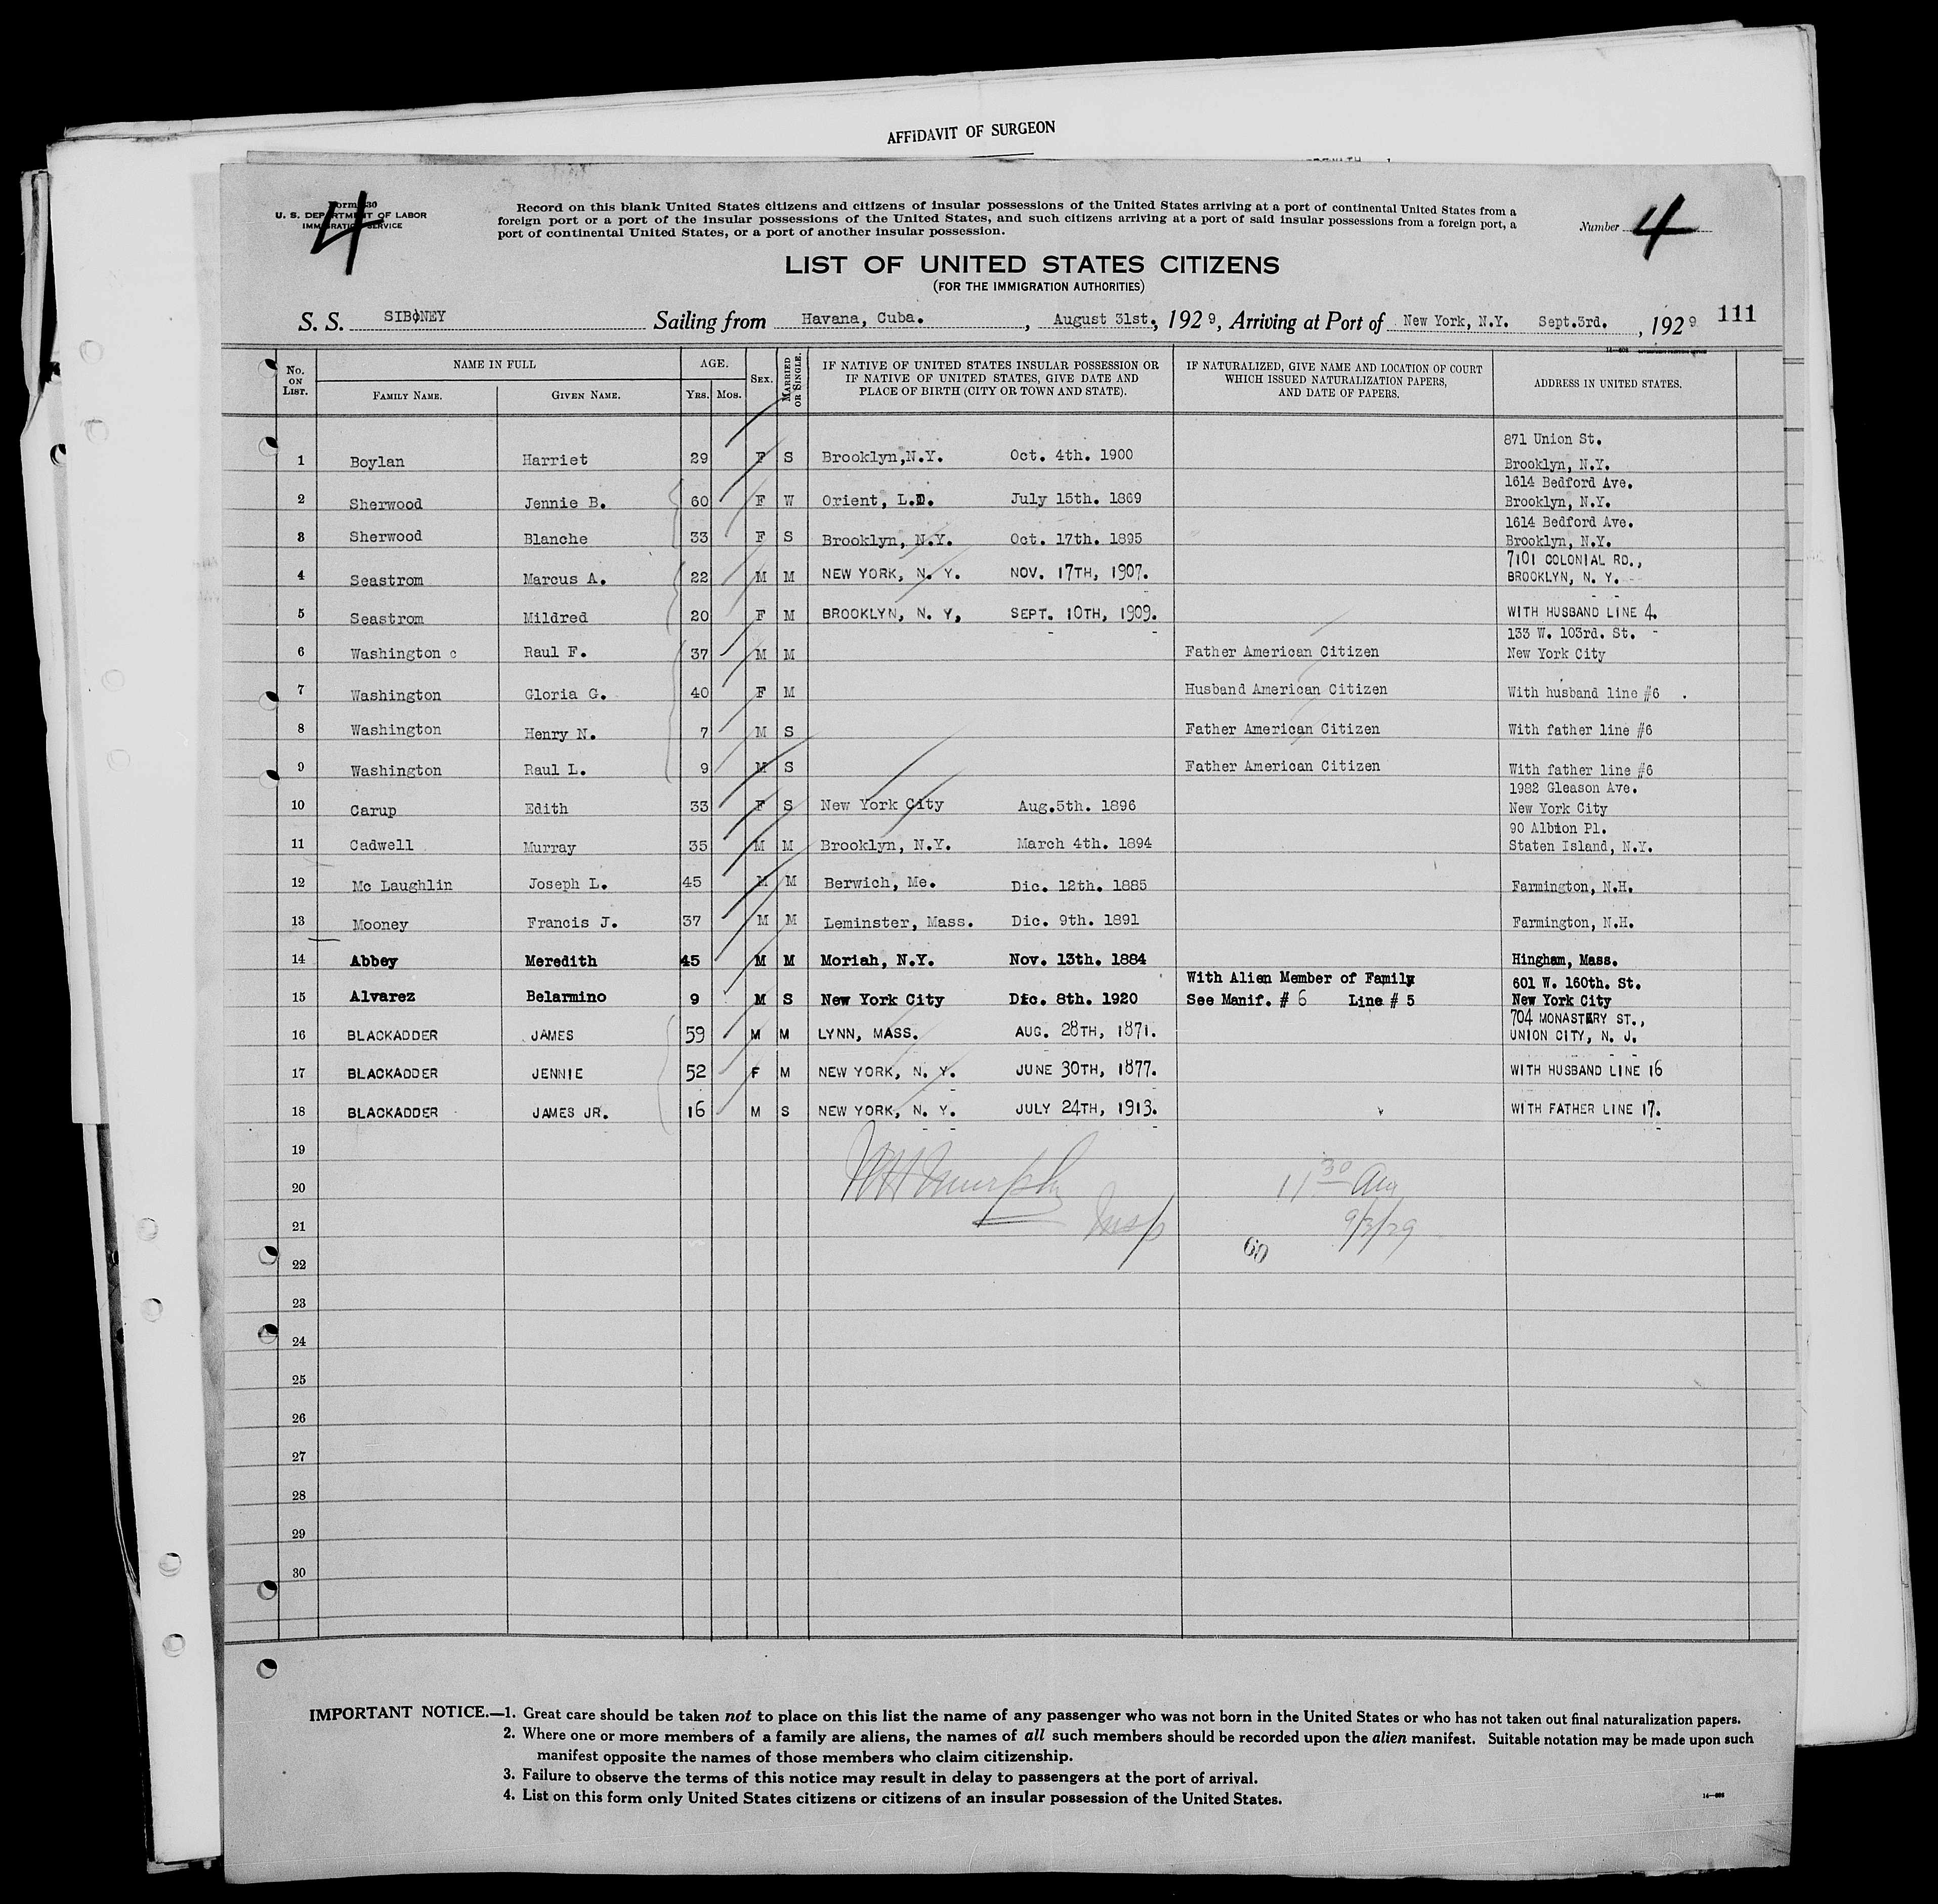 AFFIDAVIT OF SURGEON
Form 630
U. S. DEPARTMENT OF LABOR
IMMIGRATION SERVICE
4
Record on this blank United States citizens and citizens of insular possessions of the United States arriving at a port of continental United States from a
foreign port or a port of the insular possessions of the United States, and such citizens arriving at a port of said insular possessions from a foreign port, a
port of continental United States, or a port of another insular possession.
Number 4
LIST OF UNITED STATES CITIZENS
(FOR THE IMMIGRATION AUTHORITIES)
S. S. SIBONEY Sailing from Havana, Cuba. , August 31st., 1929, Arriving at Port of New York, N.Y. Sept.3rd. , 1929 111
No. ON LIST. NAME IN FULL FAMILY NAME. GIVEN NAME. AGE. YRS. MOS. SEX. MARRIED OR SINGLE. IF NATIVE OF UNITED STATES INSULAR POSSESSION OR IF NATIVE OF UNITED STATES, GIVE DATE AND PLACE OF BIRTH (CITY OR TOWN AND STATE). IF NATURALIZED, GIVE NAME AND LOCATION OF COURT WHICH ISSUED NATURALIZATION PAPERS, AND DATE OF PAPERS. ADDRESS IN UNITED STATES.
871 Union St.
1 Boylan Harriet 29 F S Brooklyn,N.Y. Oct. 4th. 1900 Brooklyn, N.Y.
1614 Bedford Ave.
2 Sherwood Jennie B. 60 F W Orient, L.I. July 15th. 1869 Brooklyn, N.Y.
1614 Bedford Ave.
3 Sherwood Blanche 33 F S Brooklyn, N.Y. Oct. 17th. 1895 Brooklyn, N.Y.
7101 COLONIAL RD.,
4 Seastrom Marcus A. 22 M M NEW YORK, N. Y. NOV. 17TH, 1907. BROOKLYN, N. Y.
5 Seastrom Mildred 20 F M BROOKLYN, N. Y, SEPT. 10TH, 1909. WITH HUSBAND LINE 4.
133 W. 103rd. St.
6 Washington c Raul F. 37 M M Father American Citizen New York City
7 Washington Gloria G. 40 F M Husband American Citizen With husband line #6
8 Washington Henry N. 7 M S Father American Citizen With father line #6
9 Washington Raul L. 9 M S Father American Citizen With father line #6
1982 Gleason Ave.
10 Carup Edith 33 F S New York City Aug.5th. 1896 New York City
90 Albion Pl.
11 Cadwell Murray 35 M M Brooklyn, N.Y. March 4th. 1894 Staten Island, N.Y.
12 Mc Laughlin Joseph L. 45 M M Berwich, Me. Dic. 12th. 1885 Farmington, N.H.
13 Mooney Francis J. 37 M M Leminster, Mass. Dic. 9th. 1891 Farmington, N.H.
14 Abbey Meredith 45 M M Moriah, N.Y. Nov. 13th. 1884 Hingham, Mass.
With Alien Member of Family 601 W. 160th. St.
15 Alvarez Belarmino 9 M S New York City Dic. 8th. 1920 See Manif. # 6 Line # 5 New York City
704 MONASTARY ST.,
16 BLACKADDER JAMES 59 M M LYNN, MASS. AUG. 28TH, 1871. UNION CITY, N. J.
17 BLACKADDER JENNIE 52 F M NEW YORK, N. Y. JUNE 30TH, 1877. WITH HUSBAND LINE 16
18 BLACKADDER JAMES JR. 16 M S NEW YORK, N. Y. JULY 24TH, 1913. WITH FATHER LINE 17.
19
20 Murphy 11 30 Am
21 Insp 9/3/29
60
22
23
24
25
26
27
28
29
30
IMPORTANT NOTICE.—1. Great care should be taken not to place on this list the name of any passenger who was not born in the United States or who has not taken out final naturalization papers.
2. Where one or more members of a family are aliens, the names of all such members should be recorded upon the alien manifest. Suitable notation may be made upon such
manifest opposite the names of those members who claim citizenship.
3. Failure to observe the terms of this notice may result in delay to passengers at the port of arrival.
4. List on this form only United States citizens or citizens of an insular possession of the United States.